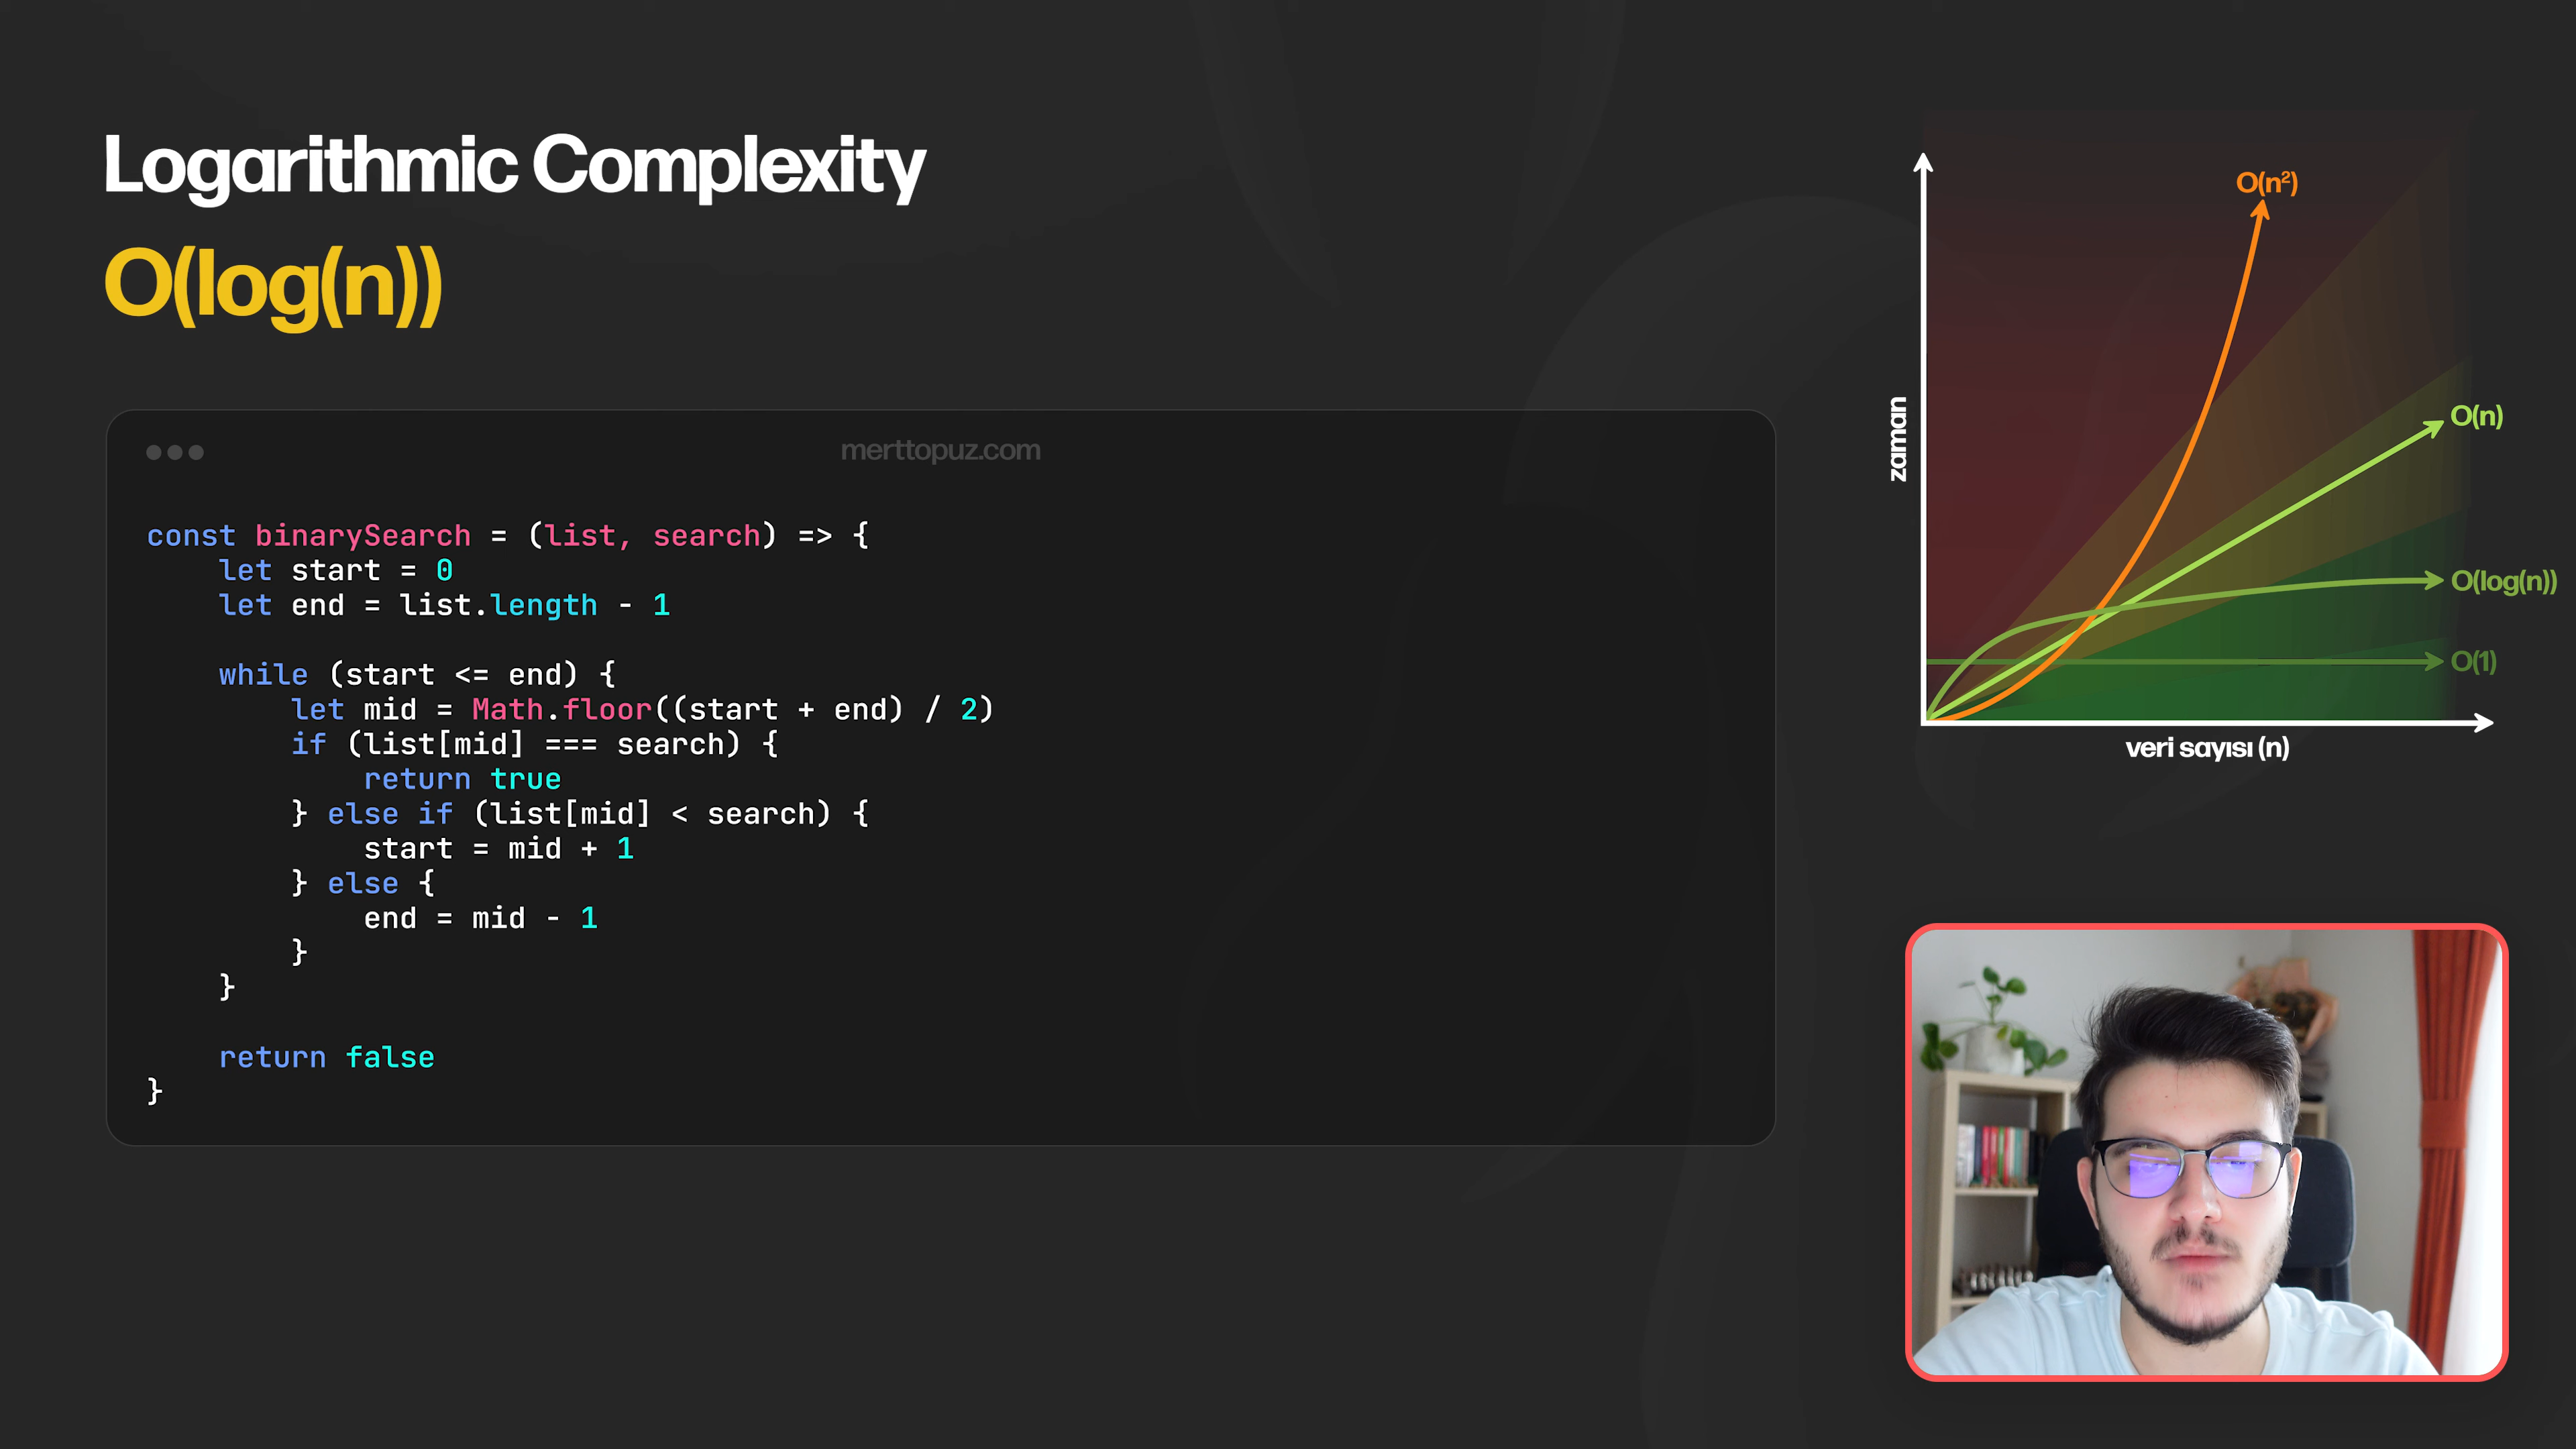 Logarithmic Complexity
O(log(n))
merttopuz.com
const binarySearch = (list, search) => {
    let start = 0
    let end = list.length - 1
    while (start <= end) {
        let mid = Math.floor((start + end) / 2)
        if (list[mid] === search) {
            return true
        } else if (list[mid] < search) {
            start = mid + 1
        } else {
            end = mid - 1
        }
    }
    return false
}
zaman
O(n²)
O(n)
O(log(n))
O(1)
veri sayısı (n)